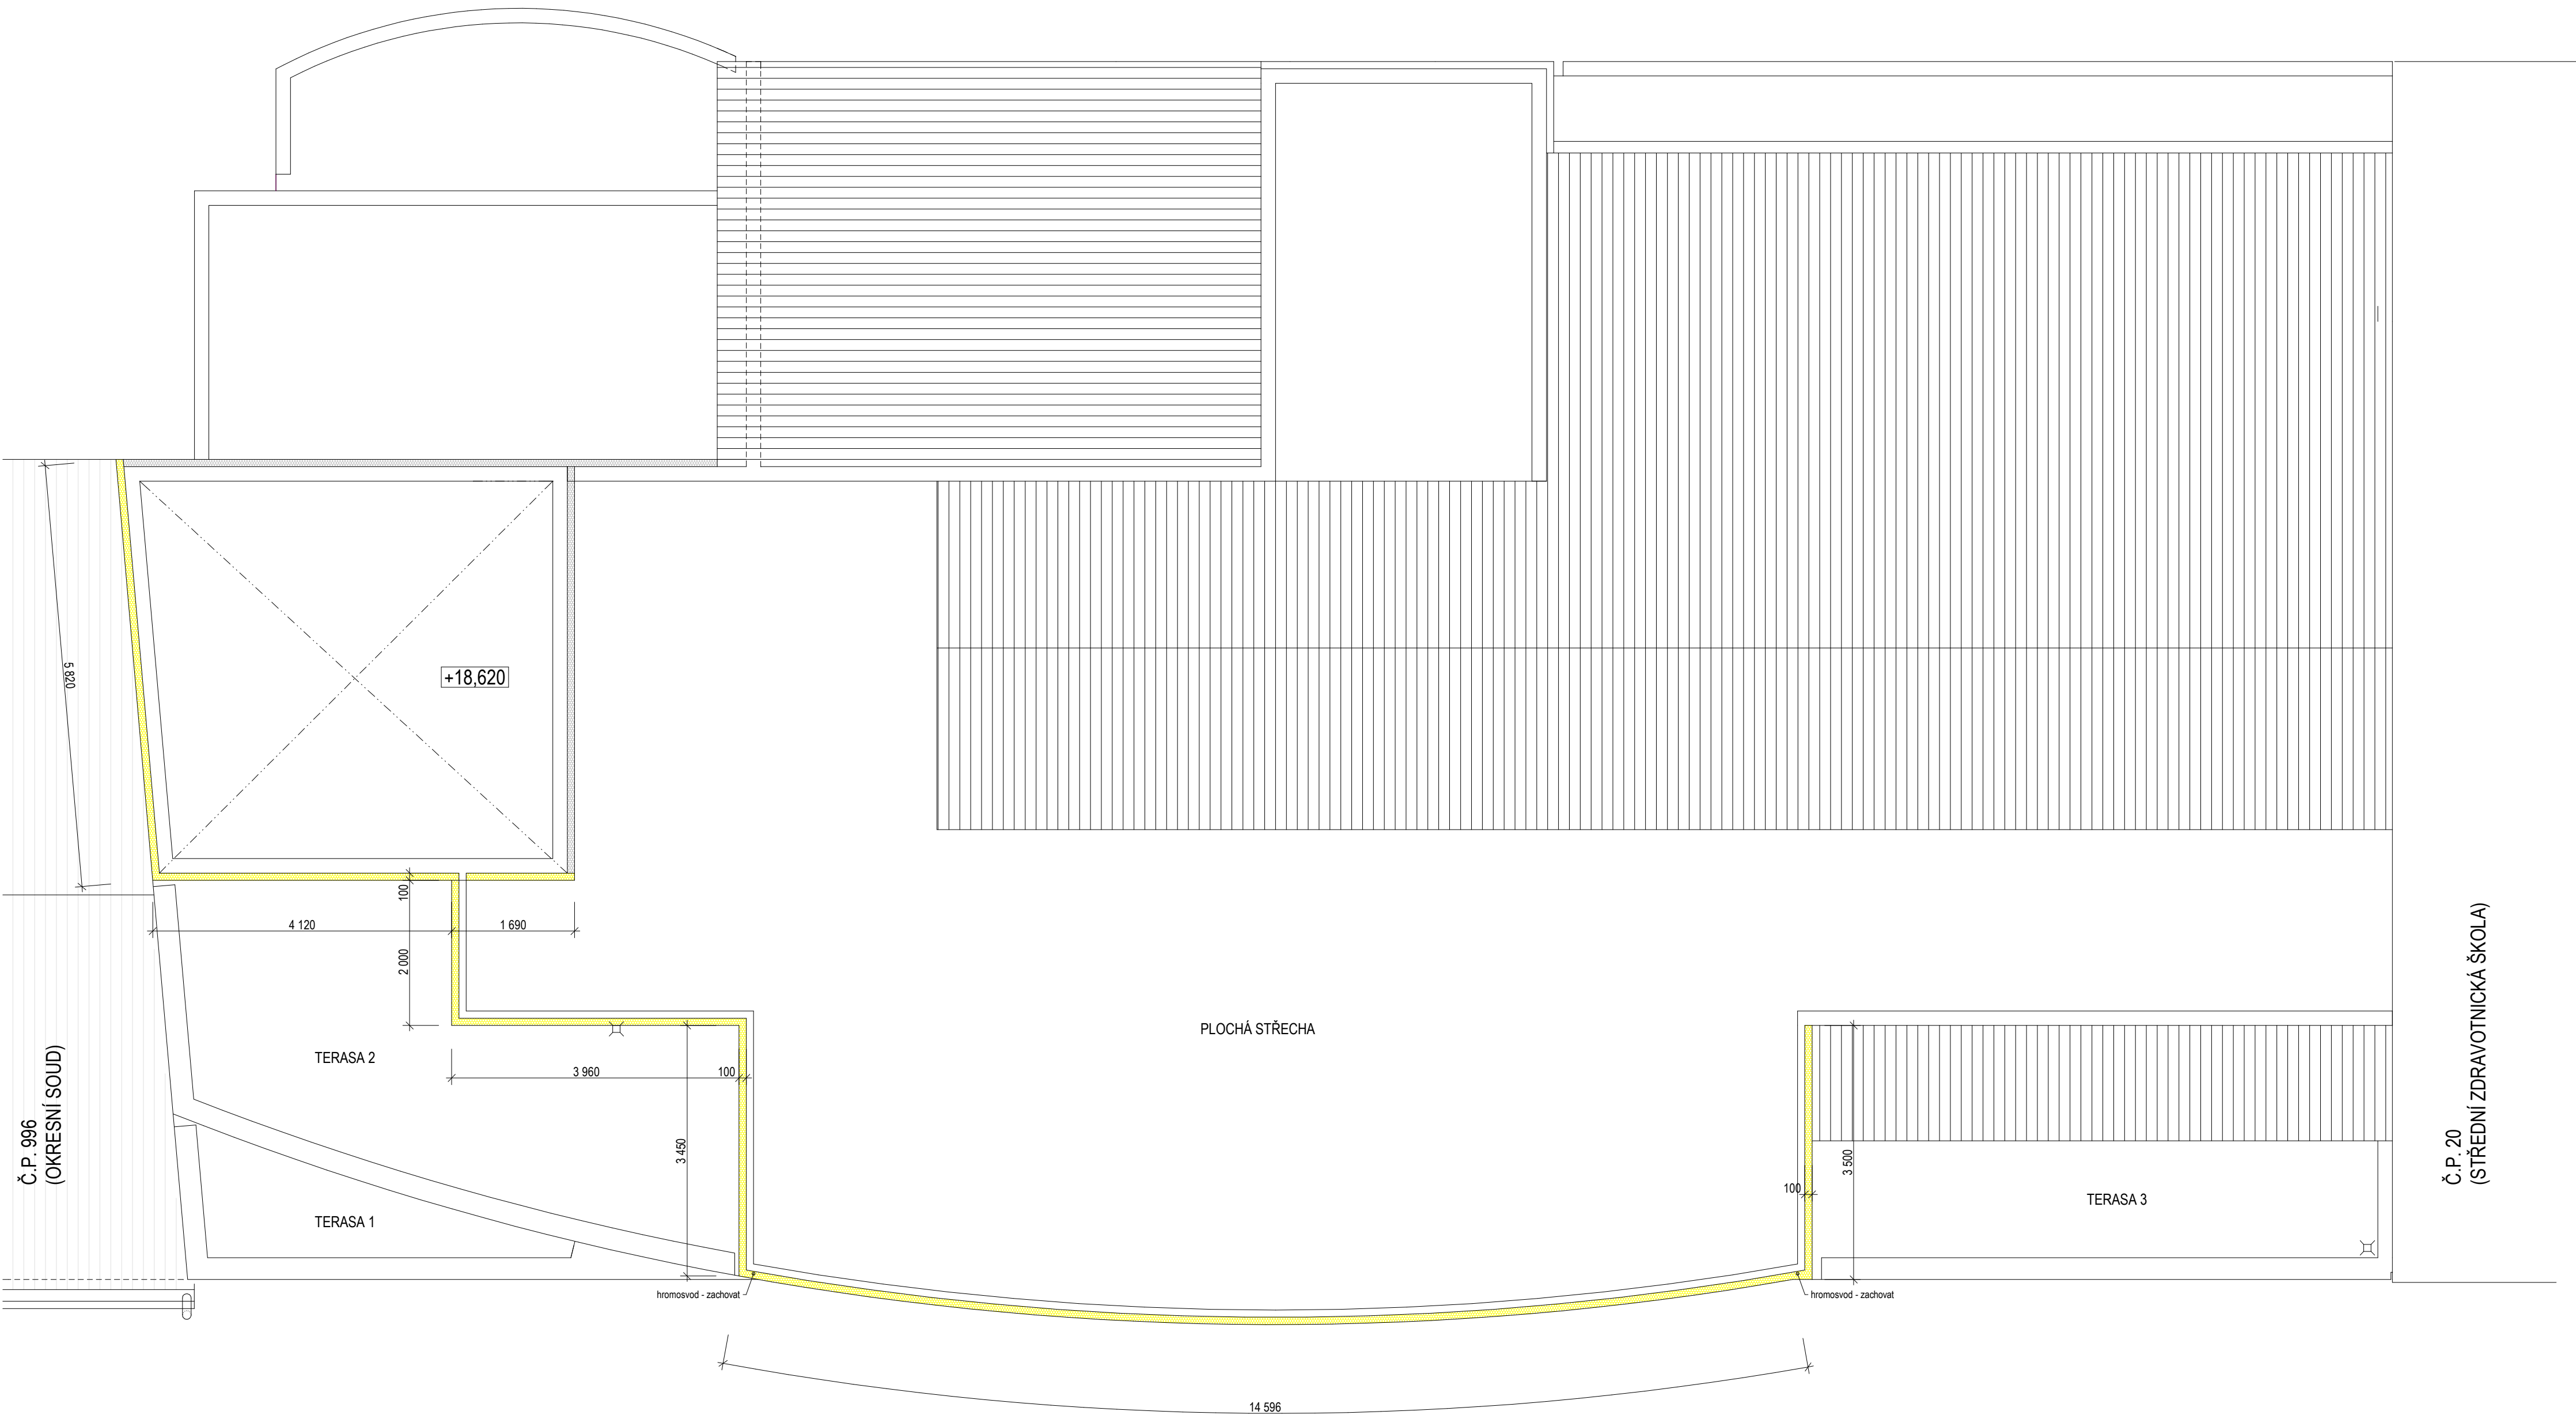 5 820
+18,620
100
4 120
1 690
2 000
PLOCHÁ STŘECHA
TERASA 2
3 960
100
3 450
3 500
100
TERASA 3
TERASA 1
Č.P. 996
(OKRESNÍ SOUD)
Č.P. 20
(STŘEDNÍ ZDRAVOTNICKÁ ŠKOLA)
hromosvod - zachovat
hromosvod - zachovat
14 596